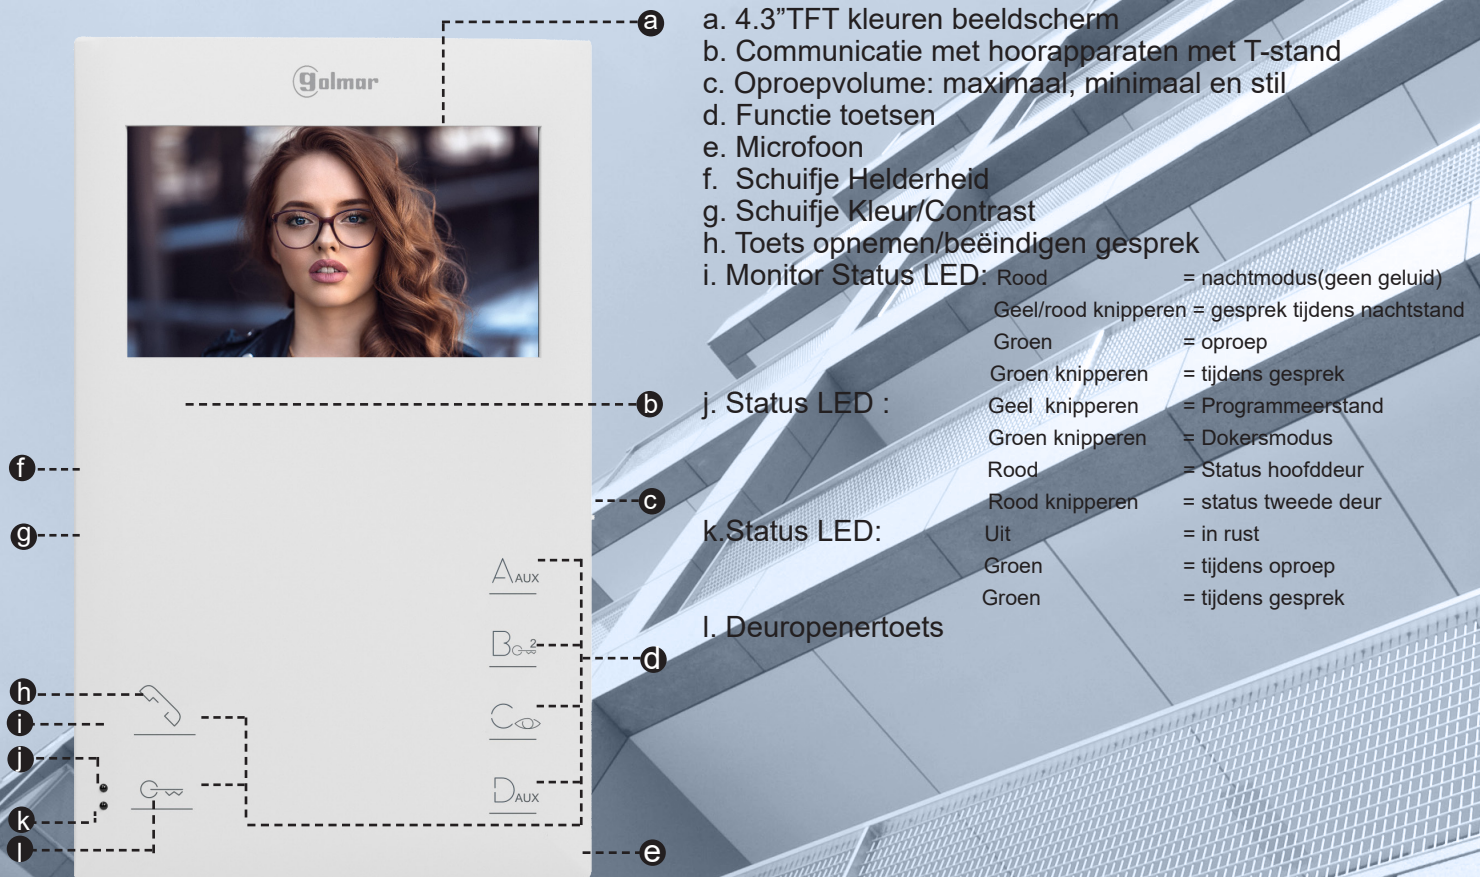 a
golmar
b
f
c
g
A AUX
B 2
d
h
C
i
j
D AUX
k
l
e
a. 4.3”TFT kleuren beeldscherm
b. Communicatie met hoorapparaten met T-stand
c. Oproepvolume: maximaal, minimaal en stil
d. Functie toetsen
e. Microfoon
f. Schuifje Helderheid
g. Schuifje Kleur/Contrast
h. Toets opnemen/beëindigen gesprek
i. Monitor Status LED: Rood = nachtmodus(geen geluid)
Geel/rood knipperen = gesprek tijdens nachtstand
Groen = oproep
Groen knipperen = tijdens gesprek
j. Status LED : Geel knipperen = Programmeerstand
Groen knipperen = Dokersmodus
Rood = Status hoofddeur
Rood knipperen = status tweede deur
k.Status LED: Uit = in rust
Groen = tijdens oproep
Groen = tijdens gesprek
l. Deuropenertoets